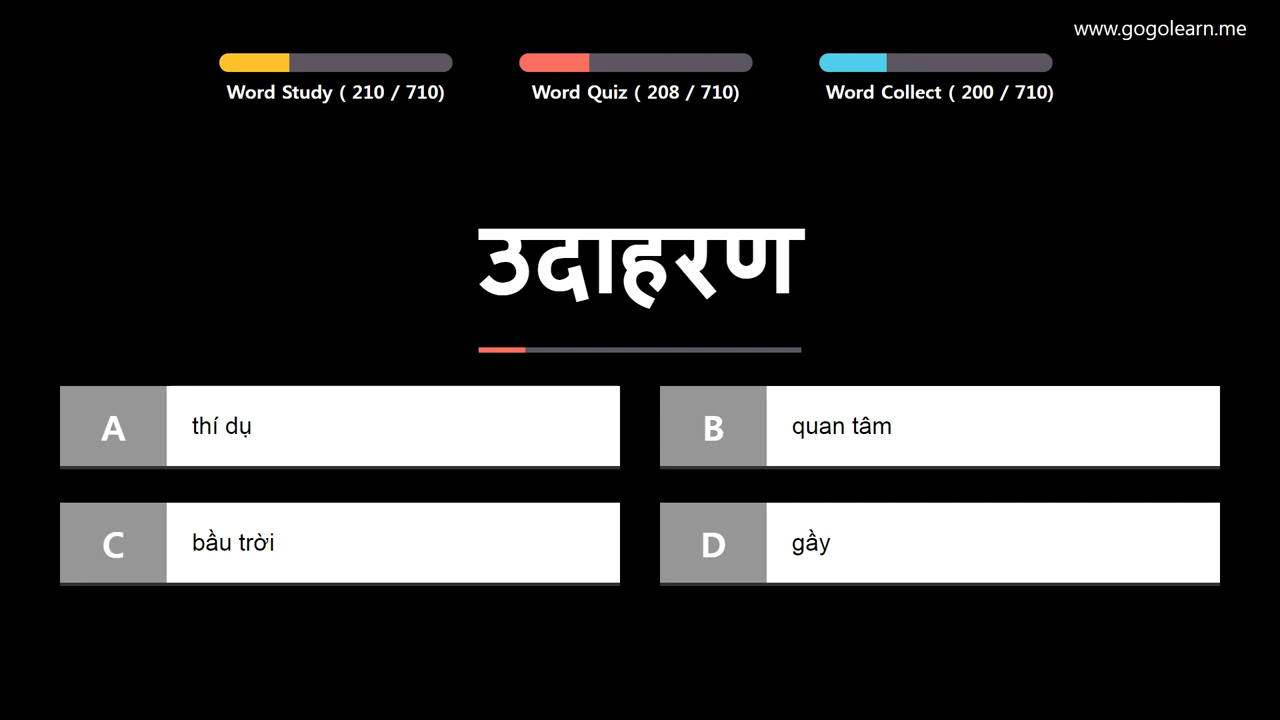 www.gogolearn.me
Word Study ( 210 / 710)
Word Quiz ( 208 / 710)
Word Collect ( 200 / 710)
उदाहरण
A thí dụ
B quan tâm
C bầu trời
D gầy